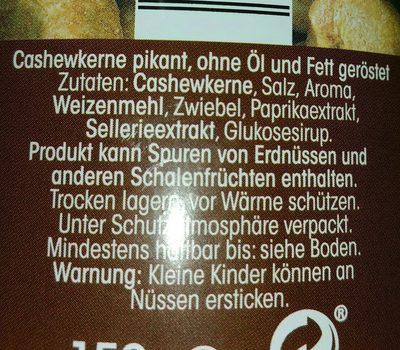 Cashewkerne pikant, ohne Öl und Fett geröstet
Zutaten: Cashewkerne, Salz, Aroma,
Weizenmehl, Zwiebel, Paprikaextrakt,
Sellerieextrakt, Glukosesirup.
Produkt kann Spuren von Erdnüssen und
anderen Schalenfrüchten enthalten.
Trocken lagern, vor Wärme schützen.
Unter Schutzatmosphäre verpackt.
Mindestens haltbar bis: siehe Boden.
Warnung: Kleine Kinder können an
Nüssen ersticken.
®